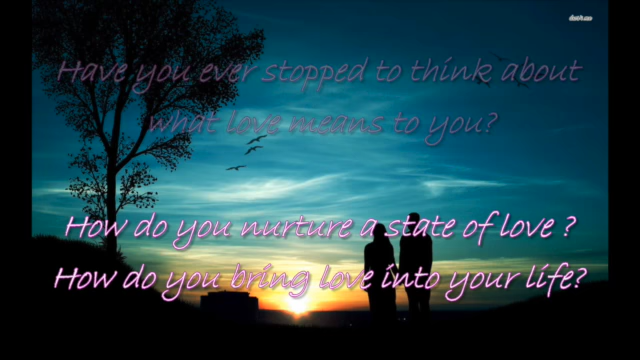 Have you ever stopped to think about
what love means to you?
How do you nurture a state of love ?
How do you bring love into your life?